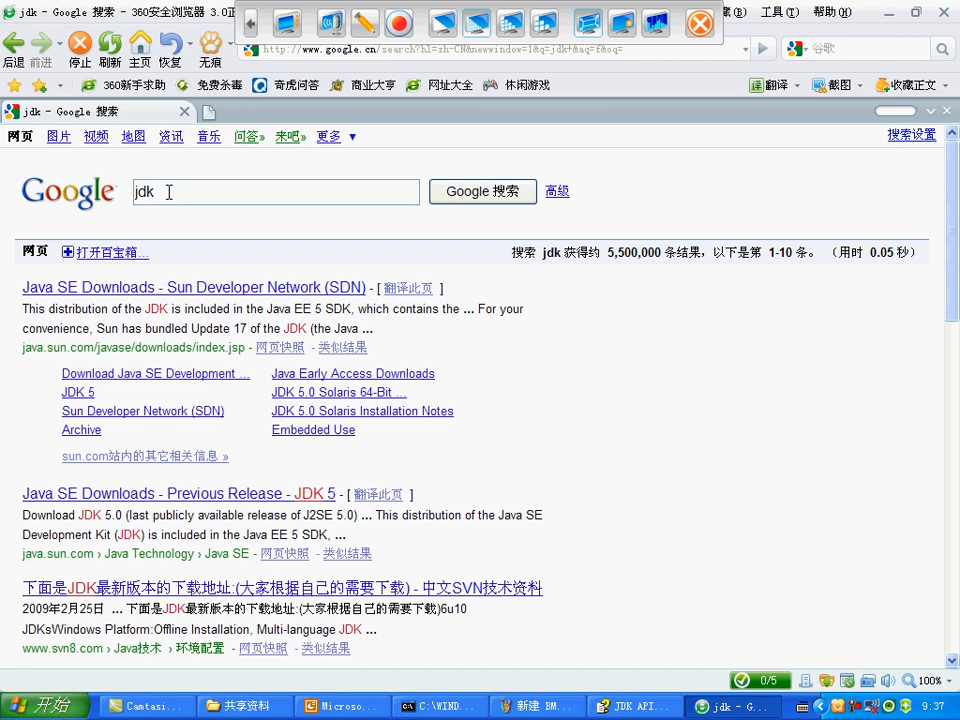 jdk - Google 搜索 - 360安全浏览器 3.0正
工具(T) 帮助(H)
后退 前进 停止 刷新 主页 恢复 无痕
http://www.google.cn/search?hl=zh-CN&newwindow=1&q=jdk&aq=f&oq=
谷歌
360新手求助 免费杀毒 奇虎问答 商业大亨 网址大全 休闲游戏 翻译 截图 收藏正文
jdk - Google 搜索
网页 图片 视频 地图 资讯 音乐 问答» 来吧» 更多 ▼ 搜索设置
Google jdk Google 搜索 高级
网页 打开百宝箱... 搜索 jdk 获得约 5,500,000 条结果，以下是第 1-10 条。 （用时 0.05 秒）
Java SE Downloads - Sun Developer Network (SDN) - [ 翻译此页 ]
This distribution of the JDK is included in the Java EE 5 SDK, which contains the ... For your
convenience, Sun has bundled Update 17 of the JDK (the Java ...
java.sun.com/javase/downloads/index.jsp - 网页快照 - 类似结果
Download Java SE Development ... Java Early Access Downloads
JDK 5 JDK 5.0 Solaris 64-Bit ...
Sun Developer Network (SDN) JDK 5.0 Solaris Installation Notes
Archive Embedded Use
sun.com站内的其它相关信息 »
Java SE Downloads - Previous Release - JDK 5 - [ 翻译此页 ]
Download JDK 5.0 (last publicly available release of J2SE 5.0) ... This distribution of the Java SE
Development Kit (JDK) is included in the Java EE 5 SDK, ...
java.sun.com › Java Technology › Java SE - 网页快照 - 类似结果
下面是JDK最新版本的下载地址:(大家根据自己的需要下载) - 中文SVN技术资料
2009年2月25日 ... 下面是JDK最新版本的下载地址:(大家根据自己的需要下载)6u10
JDKsWindows Platform:Offline Installation, Multi-language JDK ...
www.svn8.com › Java技术 › 环境配置 - 网页快照 - 类似结果
0/5 100%
开始 Camtasi... 共享资料 Microso... C:\WIND... 新建 BM... JDK API... jdk - G... 9:37